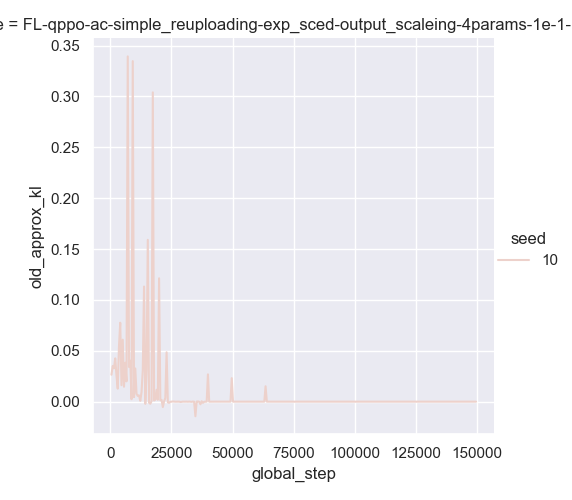 e = FL-qppo-ac-simple_reuploading-exp_sced-output_scaleing-4params-1e-1-
0.35
0.30
0.25
0.20
0.15
0.10
0.05
0.00
old_approx_kl
0 25000 50000 75000 100000 125000 150000
global_step
seed
10